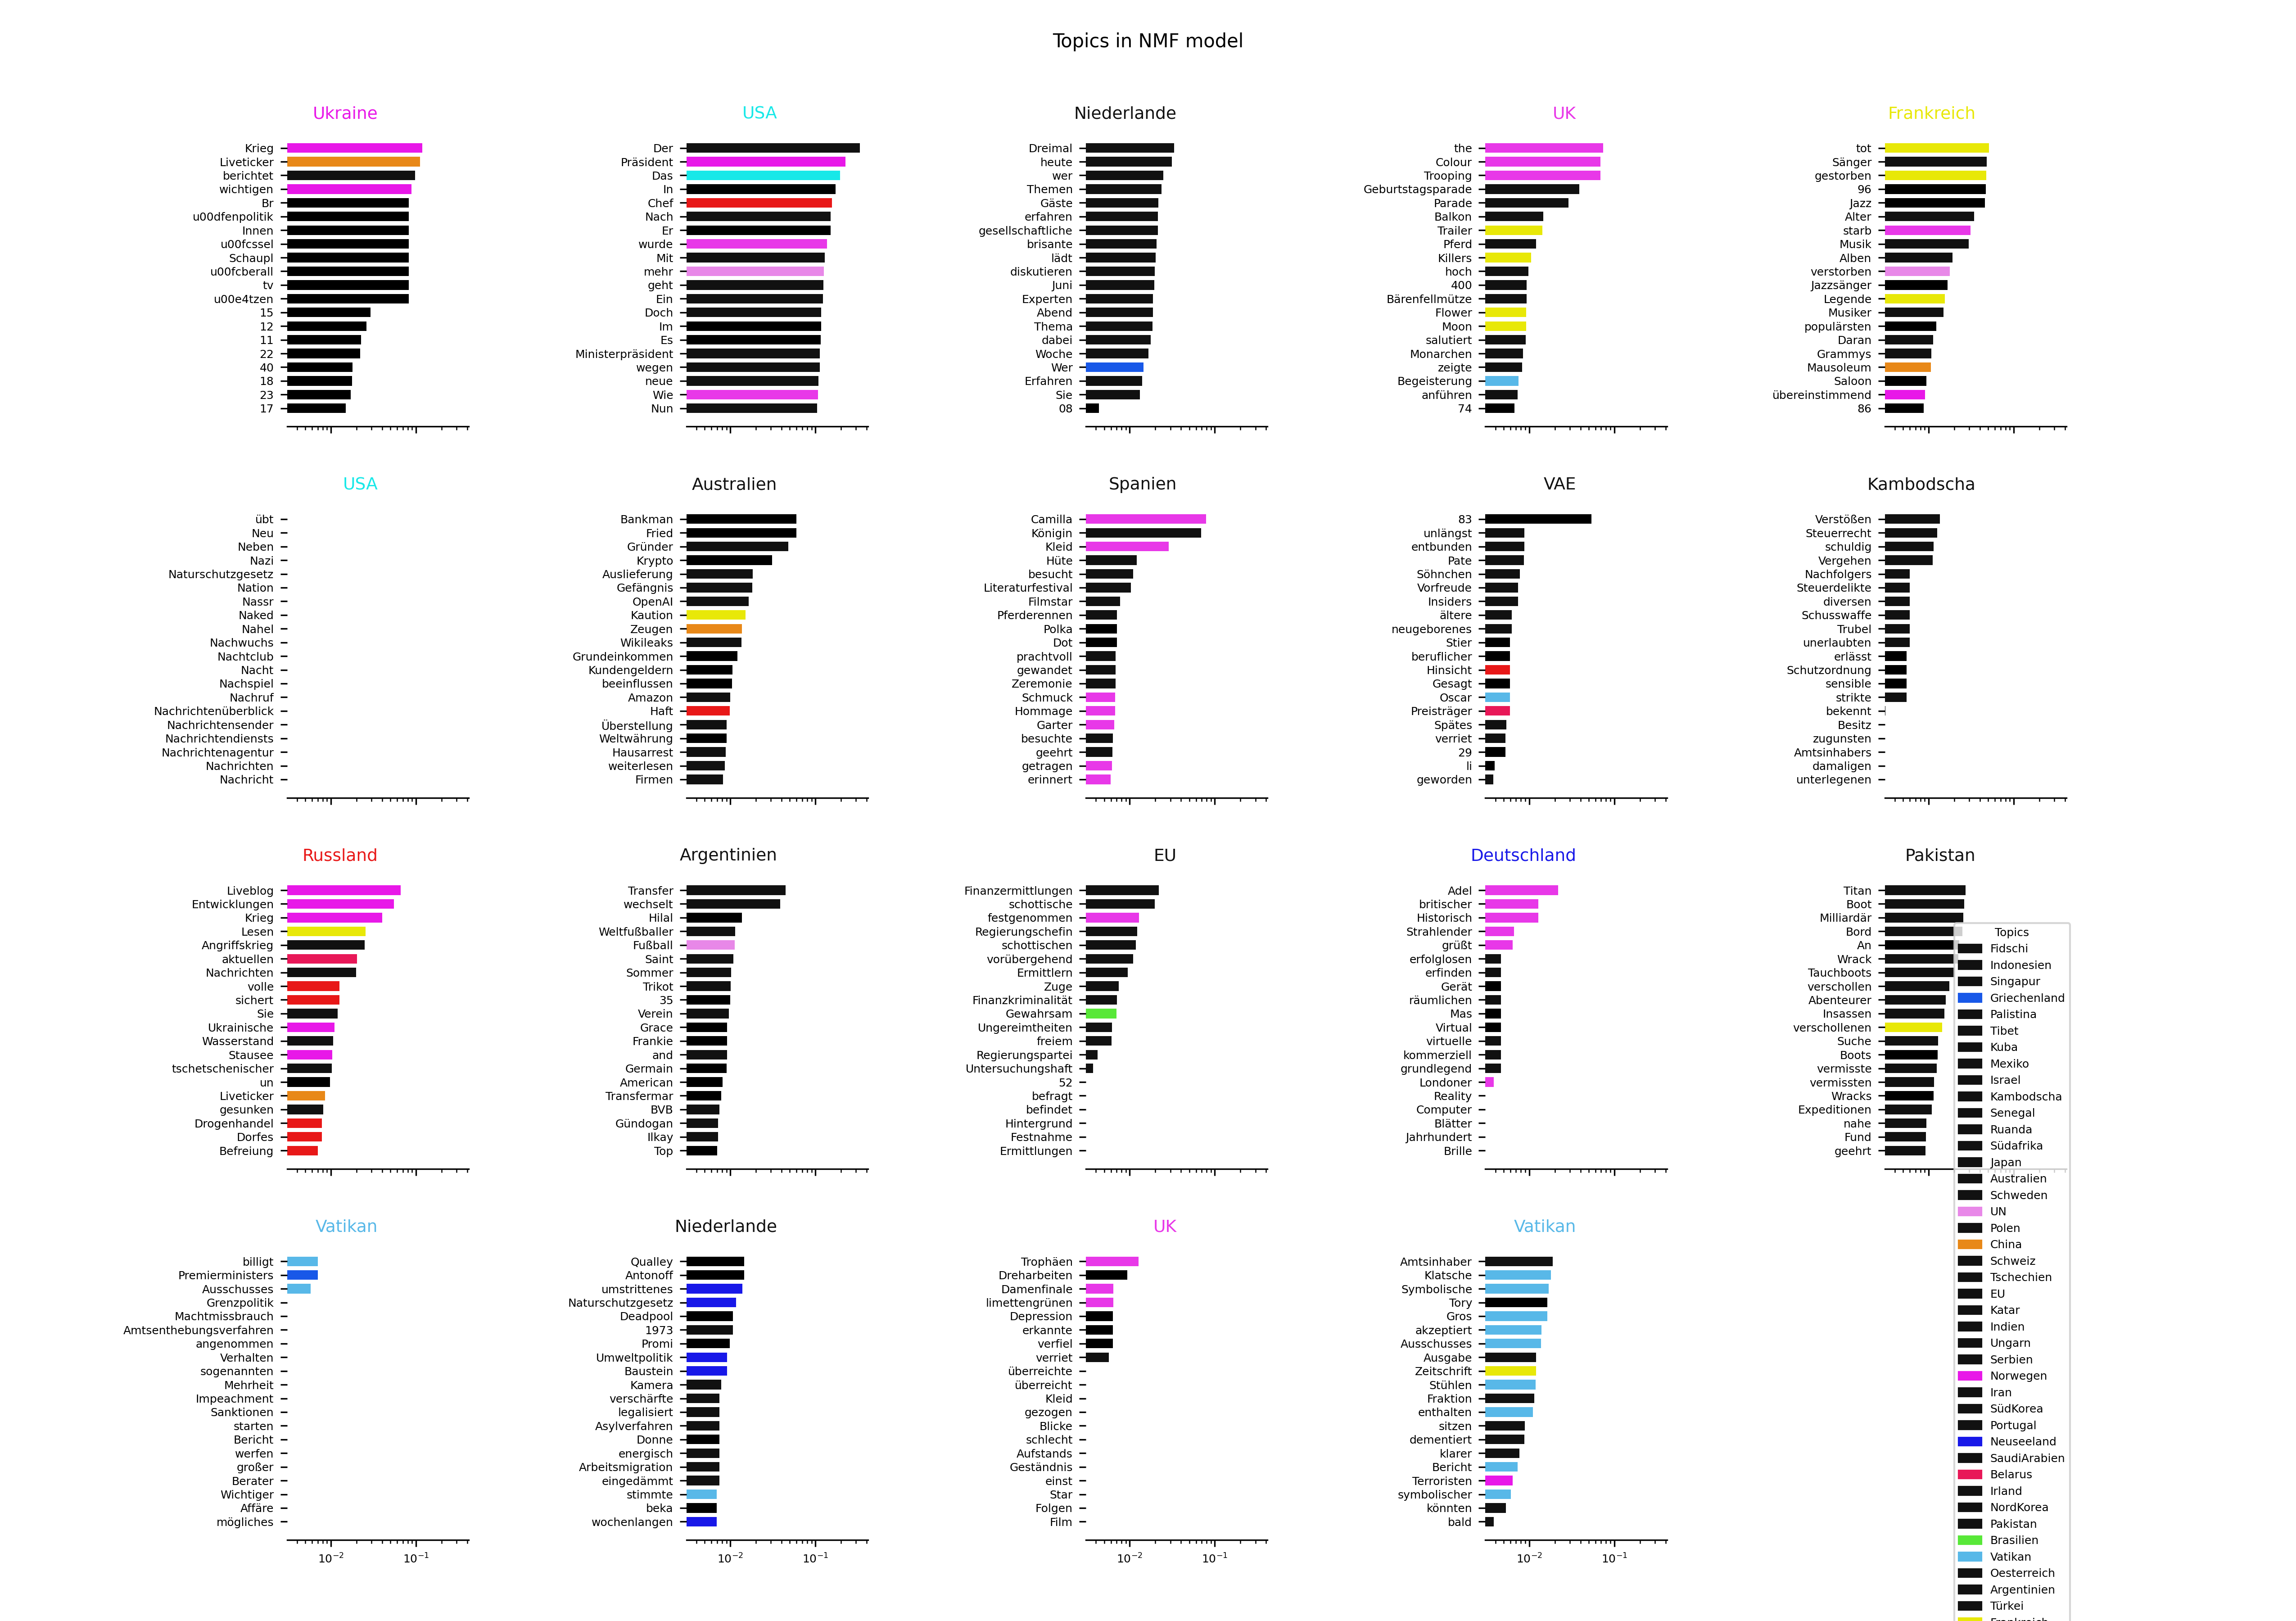 Topics in NMF model
Ukraine
Krieg
Liveticker
berichtet
wichtigen
Br
u00dfenpolitik
Innen
u00fcssel
Schaupl
u00fcberall
tv
u00e4tzen
15
12
11
22
40
18
23
17
USA
Der
Präsident
Das
In
Chef
Nach
Er
wurde
Mit
mehr
geht
Ein
Doch
Im
Es
Ministerpräsident
wegen
neue
Wie
Nun
Niederlande
Dreimal
heute
wer
Themen
Gäste
erfahren
gesellschaftliche
brisante
lädt
diskutieren
Juni
Experten
Abend
Thema
dabei
Woche
Wer
Erfahren
Sie
08
UK
the
Colour
Trooping
Geburtstagsparade
Parade
Balkon
Trailer
Pferd
Killers
hoch
400
Bärenfellmütze
Flower
Moon
salutiert
Monarchen
zeigte
Begeisterung
anführen
74
Frankreich
tot
Sänger
gestorben
96
Jazz
Alter
starb
Musik
Alben
verstorben
Jazzsänger
Legende
Musiker
populärsten
Daran
Grammys
Mausoleum
Saloon
übereinstimmend
86
USA
übt
Neu
Neben
Nazi
Naturschutzgesetz
Nation
Nassr
Naked
Nahel
Nachwuchs
Nachtclub
Nacht
Nachspiel
Nachruf
Nachrichtenüberblick
Nachrichtensender
Nachrichtendiensts
Nachrichtenagentur
Nachrichten
Nachricht
Australien
Bankman
Fried
Gründer
Krypto
Auslieferung
Gefängnis
OpenAI
Kaution
Zeugen
Wikileaks
Grundeinkommen
Kundengeldern
beeinflussen
Amazon
Haft
Überstellung
Weltwährung
Hausarrest
weiterlesen
Firmen
Spanien
Camilla
Königin
Kleid
Hüte
besucht
Literaturfestival
Filmstar
Pferderennen
Polka
Dot
prachtvoll
gewandet
Zeremonie
Schmuck
Hommage
Garter
besuchte
geehrt
getragen
erinnert
VAE
83
unlängst
entbunden
Pate
Söhnchen
Vorfreude
Insiders
ältere
neugeborenes
Stier
beruflicher
Hinsicht
Gesagt
Oscar
Preisträger
Spätes
verriet
29
li
geworden
Kambodscha
Verstößen
Steuerrecht
schuldig
Vergehen
Nachfolgers
Steuerdelikte
diversen
Schusswaffe
Trubel
unerlaubten
erlässt
Schutzordnung
sensible
strikte
bekennt
Besitz
zugunsten
Amtsinhabers
damaligen
unterlegenen
Russland
Liveblog
Entwicklungen
Krieg
Lesen
Angriffskrieg
aktuellen
Nachrichten
volle
sichert
Sie
Ukrainische
Wasserstand
Stausee
tschetschenischer
un
Liveticker
gesunken
Drogenhandel
Dorfes
Befreiung
Argentinien
Transfer
wechselt
Hilal
Weltfußballer
Fußball
Saint
Sommer
Trikot
35
Verein
Grace
Frankie
and
Germain
American
Transfermar
BVB
Gündogan
Ilkay
Top
EU
Finanzermittlungen
schottische
festgenommen
Regierungschefin
schottischen
vorübergehend
Ermittlern
Zuge
Finanzkriminalität
Gewahrsam
Ungereimtheiten
freiem
Regierungspartei
Untersuchungshaft
52
befragt
befindet
Hintergrund
Festnahme
Ermittlungen
Deutschland
Adel
britischer
Historisch
Strahlender
grüßt
erfolglosen
erfinden
Gerät
räumlichen
Mas
Virtual
virtuelle
kommerziell
grundlegend
Londoner
Reality
Computer
Blätter
Jahrhundert
Brille
Pakistan
Titan
Boot
Milliardär
Bord
An
Wrack
Tauchboots
verschollen
Abenteurer
Insassen
verschollenen
Suche
Boots
vermisste
vermissten
Wracks
Expeditionen
nahe
Fund
geehrt
Vatikan
billigt
Premierministers
Ausschusses
Grenzpolitik
Machtmissbrauch
Amtsenthebungsverfahren
angenommen
Verhalten
sogenannten
Mehrheit
Impeachment
Sanktionen
starten
Bericht
werfen
großer
Berater
Wichtiger
Affäre
mögliches
10⁻² 10⁻¹
Niederlande
Qualley
Antonoff
umstrittenes
Naturschutzgesetz
Deadpool
1973
Promi
Umweltpolitik
Baustein
Kamera
verschärfte
legalisiert
Asylverfahren
Donne
energisch
Arbeitsmigration
eingedämmt
stimmte
beka
wochenlangen
10⁻² 10⁻¹
UK
Trophäen
Dreharbeiten
Damenfinale
limettengrünen
Depression
erkannte
verfiel
verriet
überreichte
überreicht
Kleid
gezogen
Blicke
schlecht
Aufstands
Geständnis
einst
Star
Folgen
Film
10⁻² 10⁻¹
Vatikan
Amtsinhaber
Klatsche
Symbolische
Tory
Gros
akzeptiert
Ausschusses
Ausgabe
Zeitschrift
Stühlen
Fraktion
enthalten
sitzen
dementiert
klarer
Bericht
Terroristen
symbolischer
könnten
bald
10⁻² 10⁻¹
Topics
Fidschi
Indonesien
Singapur
Griechenland
Palistina
Tibet
Kuba
Mexiko
Israel
Kambodscha
Senegal
Ruanda
Südafrika
Japan
Australien
Schweden
UN
Polen
China
Schweiz
Tschechien
EU
Katar
Indien
Ungarn
Serbien
Norwegen
Iran
SüdKorea
Portugal
Neuseeland
SaudiArabien
Belarus
Irland
NordKorea
Pakistan
Brasilien
Vatikan
Oesterreich
Argentinien
Türkei
Frankreich